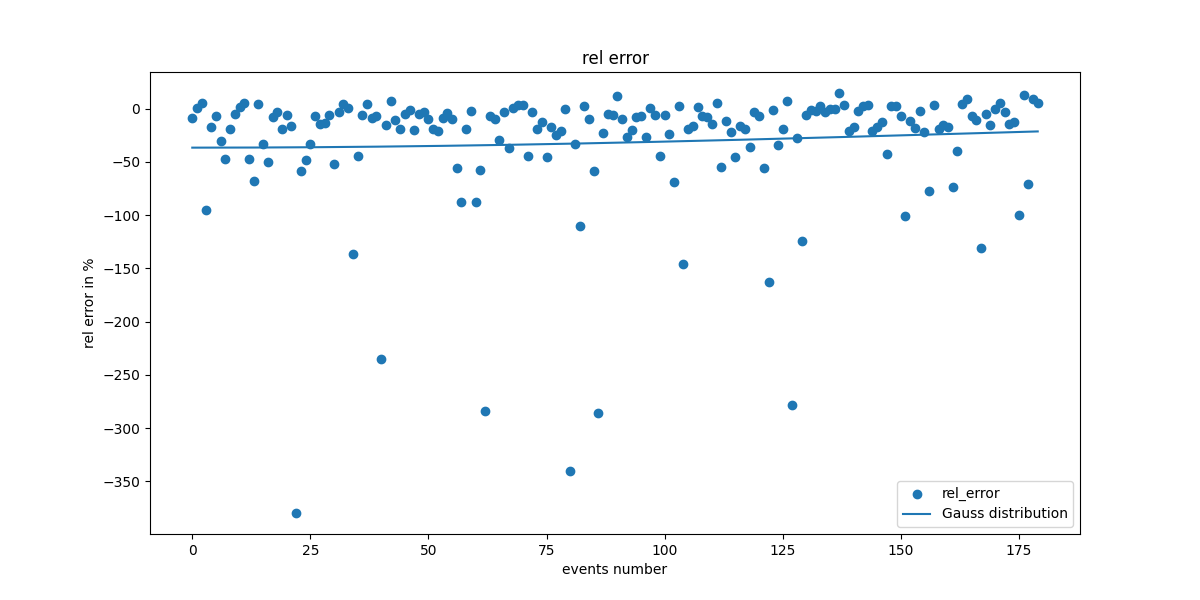 rel error
rel error in %
0
−50
−100
−150
−200
−250
−300
−350
0 25 50 75 100 125 150 175
events number
rel_error
Gauss distribution